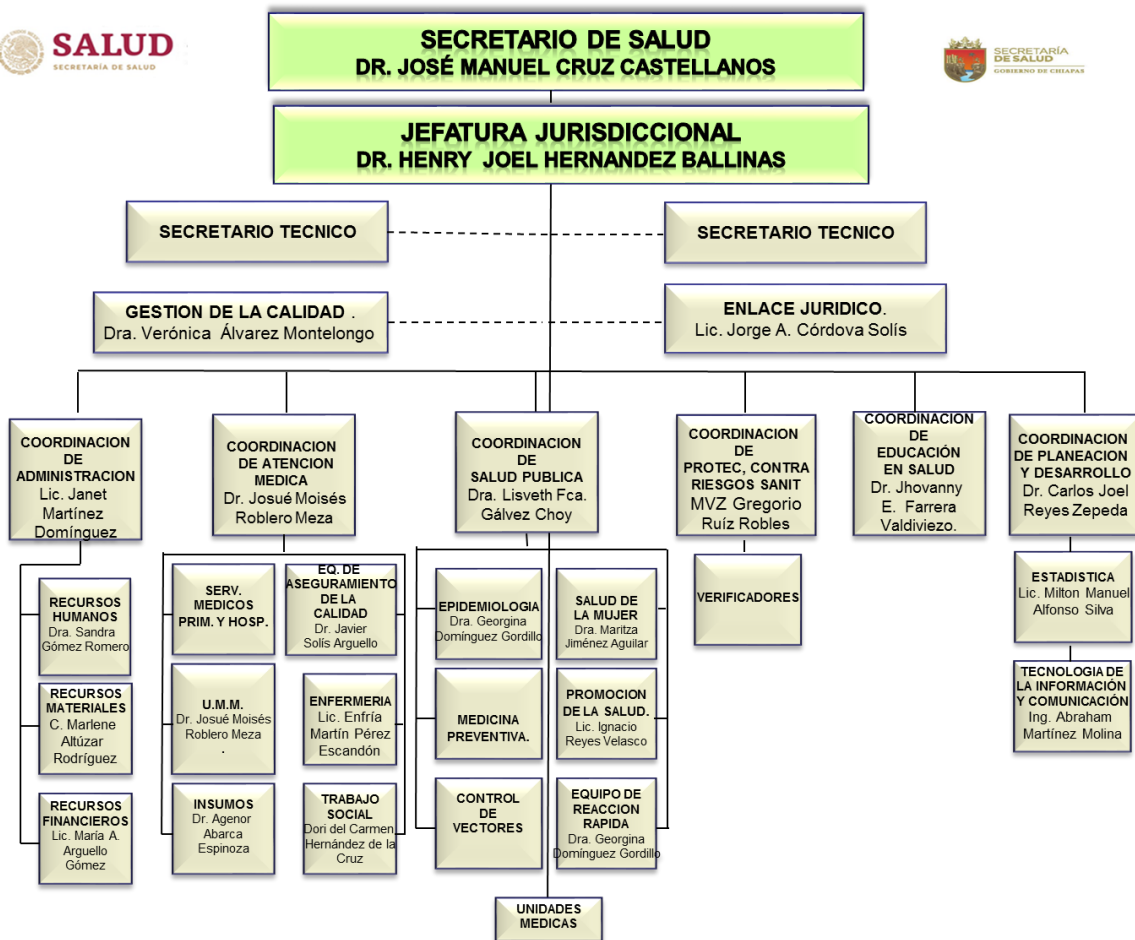 SALUD
SECRETARÍA DE SALUD
SECRETARIO DE SALUD
DR. JOSÉ MANUEL CRUZ CASTELLANOS
SECRETARÍA
DE SALUD
GOBIERNO DE CHIAPAS
JEFATURA JURISDICCIONAL
DR. HENRY JOEL HERNANDEZ BALLINAS
SECRETARIO TECNICO
SECRETARIO TECNICO
GESTION DE LA CALIDAD .
Dra. Verónica Álvarez Montelongo
ENLACE JURIDICO.
Lic. Jorge A. Córdova Solís
COORDINACION
DE
ADMINISTRACION
Lic. Janet
Martínez
Domínguez
COORDINACION
DE ATENCION
MEDICA
Dr. Josué Moisés
Roblero Meza
COORDINACION
DE
SALUD PUBLICA
Dra. Lisveth Fca.
Gálvez Choy
COORDINACION
DE
PROTEC, CONTRA
RIESGOS SANIT
MVZ Gregorio
Ruíz Robles
COORDINACION
DE
EDUCACIÓN
EN SALUD
Dr. Jhovanny
E. Farrera
Valdiviezo.
COORDINACION
DE PLANEACION
Y DESARROLLO
Dr. Carlos Joel
Reyes Zepeda
RECURSOS
HUMANOS
Dra. Sandra
Gómez Romero
RECURSOS
MATERIALES
C. Marlene
Altúzar
Rodríguez
RECURSOS
FINANCIEROS
Lic. María A.
Arguello
Gómez
SERV.
MEDICOS
PRIM. Y HOSP.
EQ. DE
ASEGURAMIENTO
DE LA
CALIDAD
Dr. Javier
Solís Arguello
U.M.M.
Dr. Josué Moisés
Roblero Meza
.
ENFERMERIA
Lic. Enfría
Martín Pérez
Escandón
INSUMOS
Dr. Agenor
Abarca
Espinoza
TRABAJO
SOCIAL
Dori del Carmen
Hernández de la
Cruz
EPIDEMIOLOGIA
Dra. Georgina
Domínguez Gordillo
SALUD DE
LA MUJER
Dra. Maritza
Jiménez Aguilar
MEDICINA
PREVENTIVA.
PROMOCION
DE LA SALUD.
Lic. Ignacio
Reyes Velasco
CONTROL
DE
VECTORES
EQUIPO DE
REACCION
RAPIDA
Dra. Georgina
Domínguez Gordillo
UNIDADES
MEDICAS
VERIFICADORES
ESTADISTICA
Lic. Milton Manuel
Alfonso Silva
TECNOLOGIA DE
LA INFORMACIÓN
Y COMUNICACIÓN
Ing. Abraham
Martínez Molina